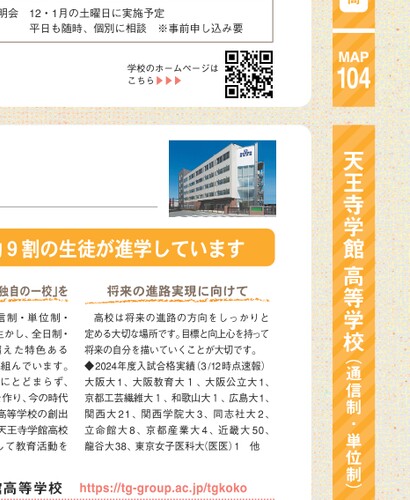 明会 12・1月の土曜日に実施予定
平日も随時、個別に相談 ※事前申し込み要
学校のホームページは
こちら▶▶▶
MAP
104
9割の生徒が進学しています
独自の一校」を
信制・単位制・
生かし、全日制・
超えた特色ある
組んでいます。
にとどまらず、
を作り、今の時代
高等学校の創出
天王寺学館高校
して教育活動を
将来の進路実現に向けて
高校は将来の進路の方向をしっかりと
定める大切な場所です。目標と向上心を持って
将来の自分を描いていくことが大切です。
◆2024年度入試合格実績（3/12時点速報）
大阪大1、大阪教育大1、大阪公立大1、
京都工芸繊維大1、和歌山大1、広島大1、
関西大21、関西学院大3、同志社大2、
立命館大8、京都産業大4、近畿大50、
龍谷大38、東京女子医科大（医医）1 他
館高等学校 https://tg-group.ac.jp/tgkoko
天王寺学館高等学校（通信制・単位制）